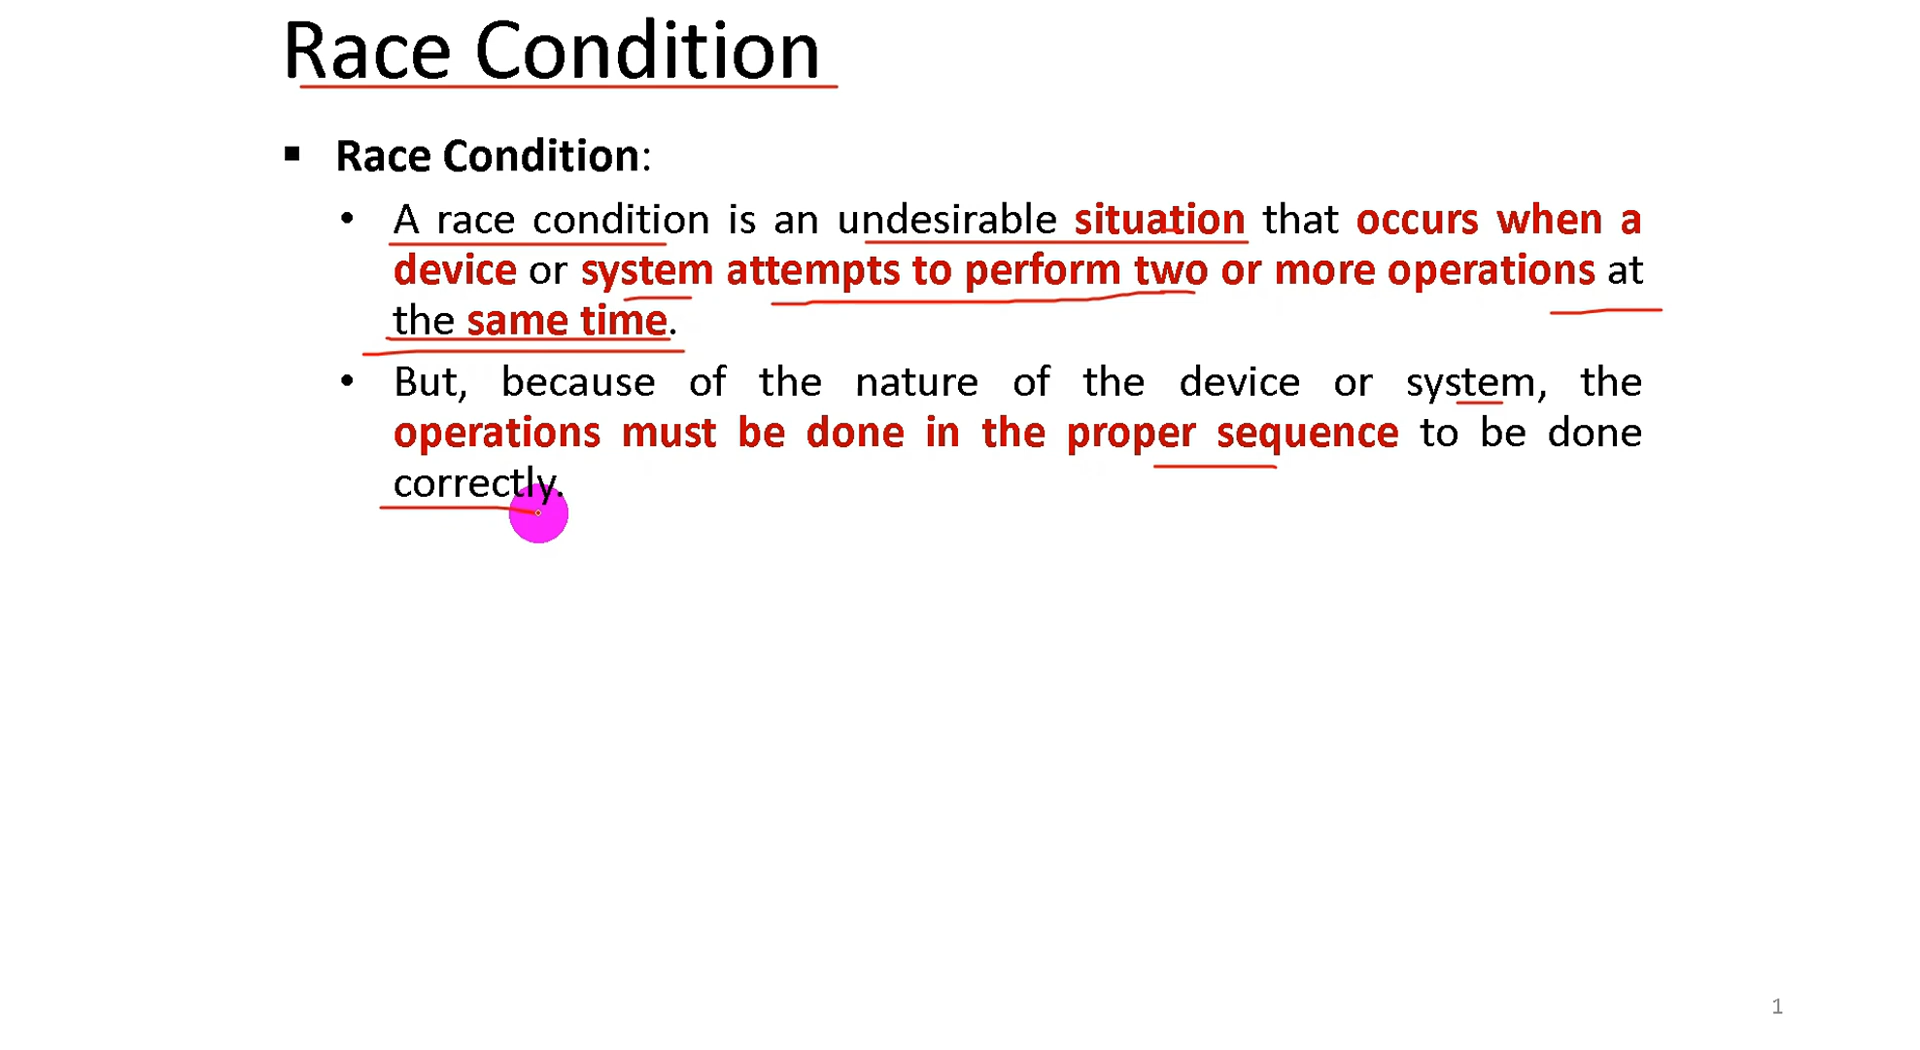 Race Condition
▪ Race Condition:
• A race condition is an undesirable situation that occurs when a
device or system attempts to perform two or more operations at
the same time.
• But, because of the nature of the device or system, the
operations must be done in the proper sequence to be done
correctly.
1